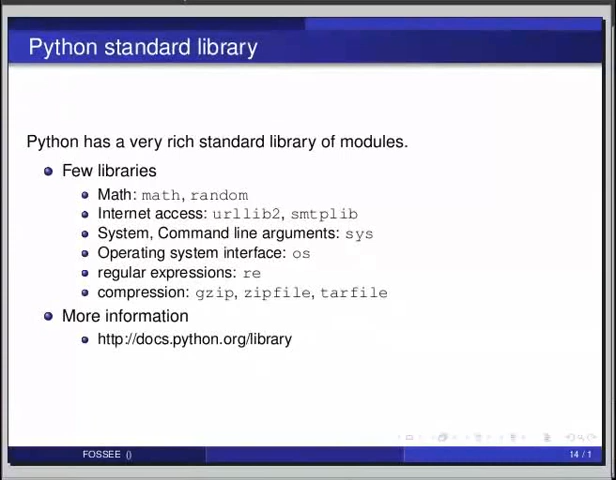 Python standard library
Python has a very rich standard library of modules.
Few libraries
Math: math, random
Internet access: urllib2, smtplib
System, Command line arguments: sys
Operating system interface: os
regular expressions: re
compression: gzip, zipfile, tarfile
More information
http://docs.python.org/library
FOSSEE ()
14 / 1